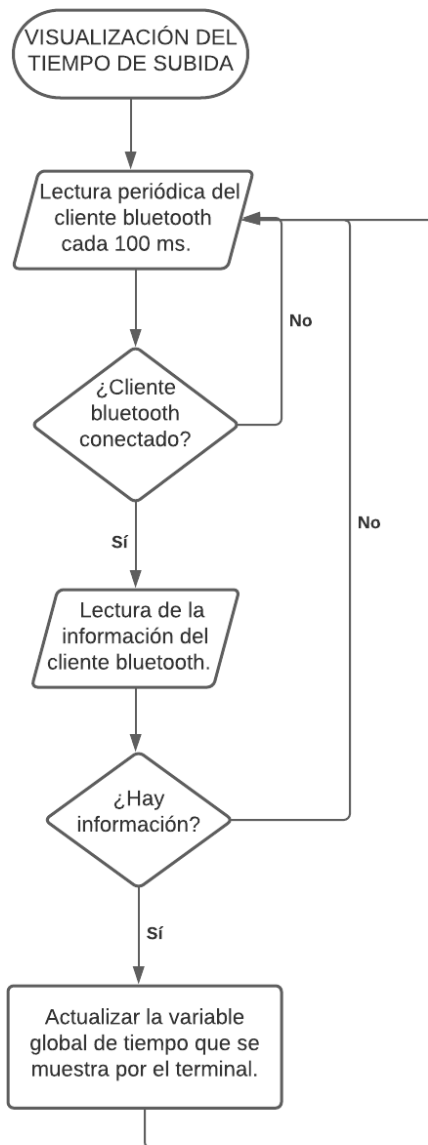 VISUALIZACIÓN DEL
TIEMPO DE SUBIDA
Lectura periódica del
cliente bluetooth
cada 100 ms.
No
¿Cliente
bluetooth
conectado?
No
Sí
Lectura de la
información del
cliente bluetooth.
¿Hay
información?
Sí
Actualizar la variable
global de tiempo que se
muestra por el terminal.